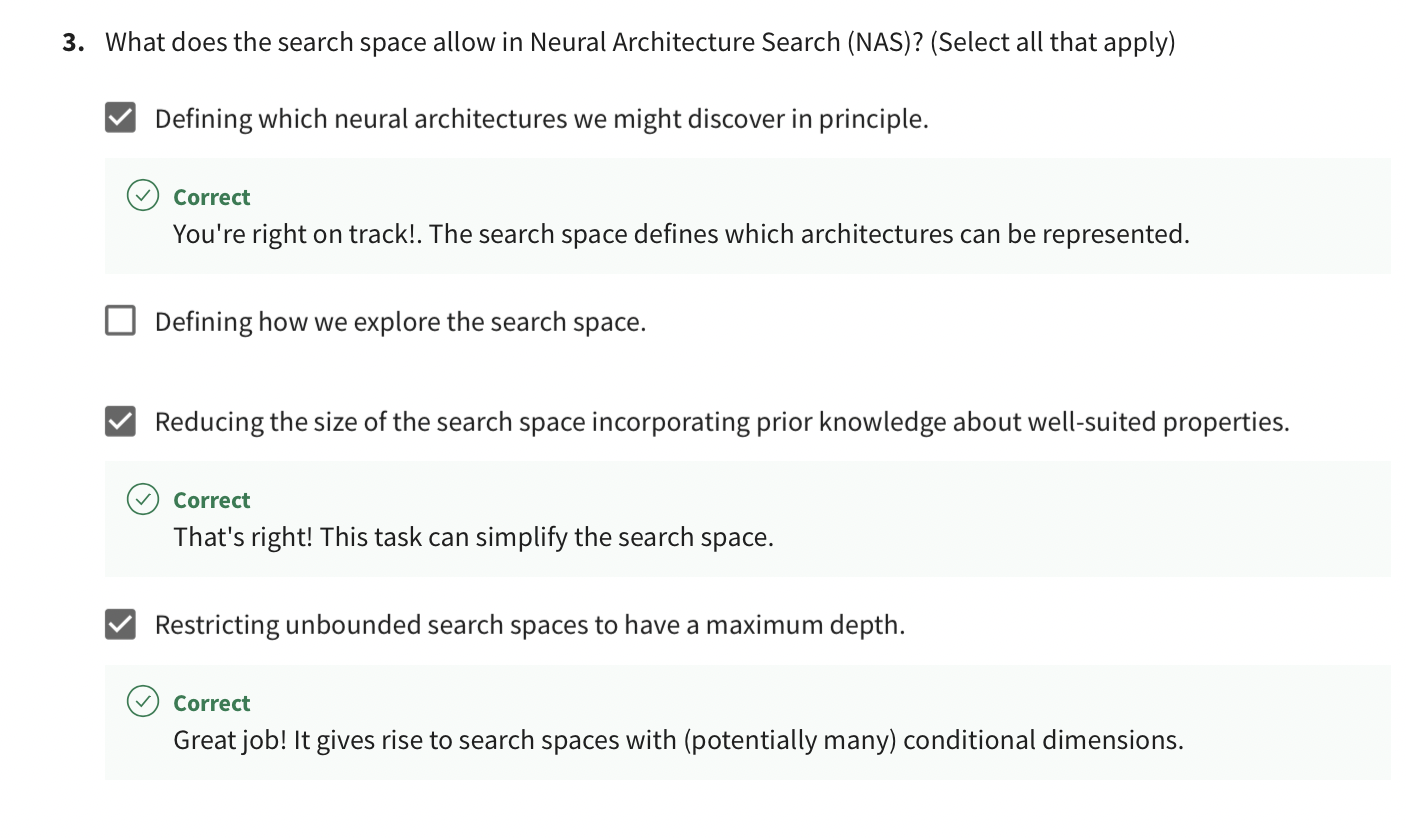 3. What does the search space allow in Neural Architecture Search (NAS)? (Select all that apply)
Defining which neural architectures we might discover in principle.
Correct
You're right on track!. The search space defines which architectures can be represented.
Defining how we explore the search space.
Reducing the size of the search space incorporating prior knowledge about well-suited properties.
Correct
That's right! This task can simplify the search space.
Restricting unbounded search spaces to have a maximum depth.
Correct
Great job! It gives rise to search spaces with (potentially many) conditional dimensions.